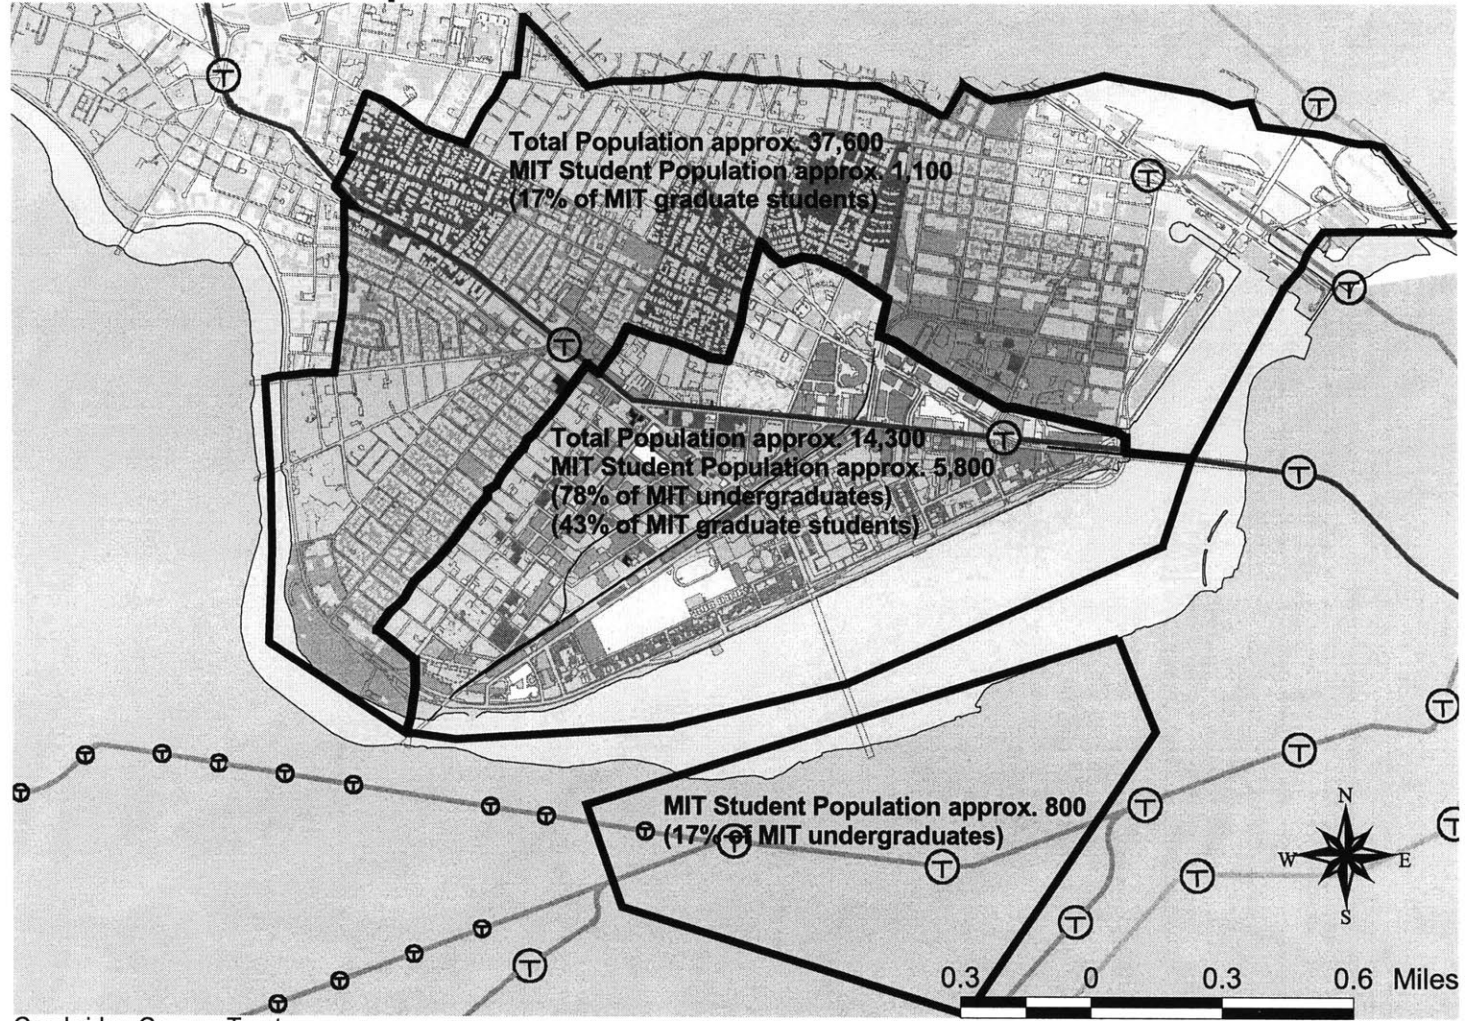 Total Population approx. 37,600
MIT Student Population approx. 1,100
(17% of MIT graduate students)
Total Population approx. 14,300
MIT Student Population approx. 5,800
(78% of MIT undergraduates)
(43% of MIT graduate students)
MIT Student Population approx. 800
(17% of MIT undergraduates)
N
W E
S
0.3 0 0.3 0.6 Miles